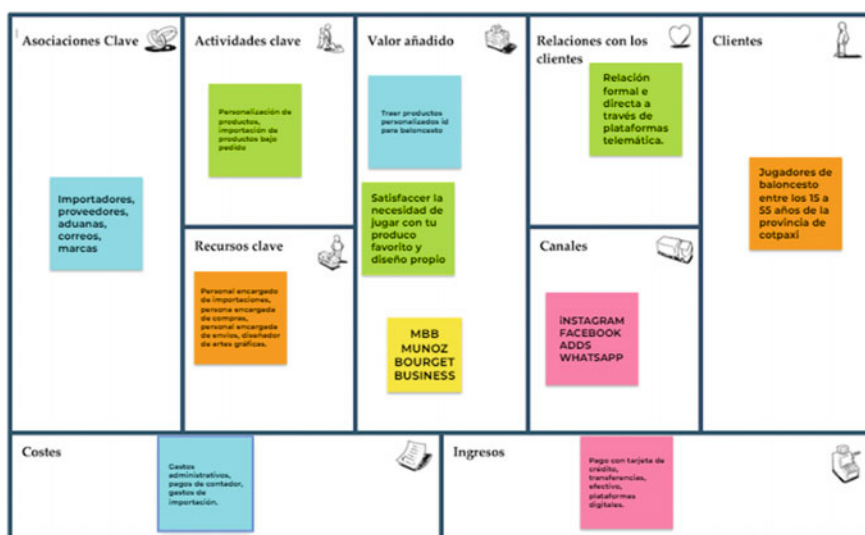 Asociaciones Clave
Importadores,
proveedores,
aduanas,
correos,
marcas
Actividades clave
Personalización de
productos,
importación de
productos bajo
pedido
Recursos clave
Personal encargado
de importaciones,
persona encargada
de compras,
personal encargada
de envios, diseñador
de artes gráficas.
Valor añadido
Traer productos
personalizados id
para baloncesto
Satisfaccer la
necesidad de
jugar con tu
produco
favorito y
diseño propio
MBB
MUNOZ
BOURGET
BUSINESS
Relaciones con los
clientes
Relación
formal e
directa a
través de
plataformas
telemática.
Canales
iNSTAGRAM
FACEBOOK
ADDS
WHATSAPP
Clientes
Jugadores de
baloncesto
entre los 15 a
55 años de la
provincia de
cotpaxi
Costes
Gastos
administrativos,
pagos de contador,
gastos de
importación.
Ingresos
Pago con tarjeta de
crédito,
transferencias,
efectivo,
plataformas
digitales.